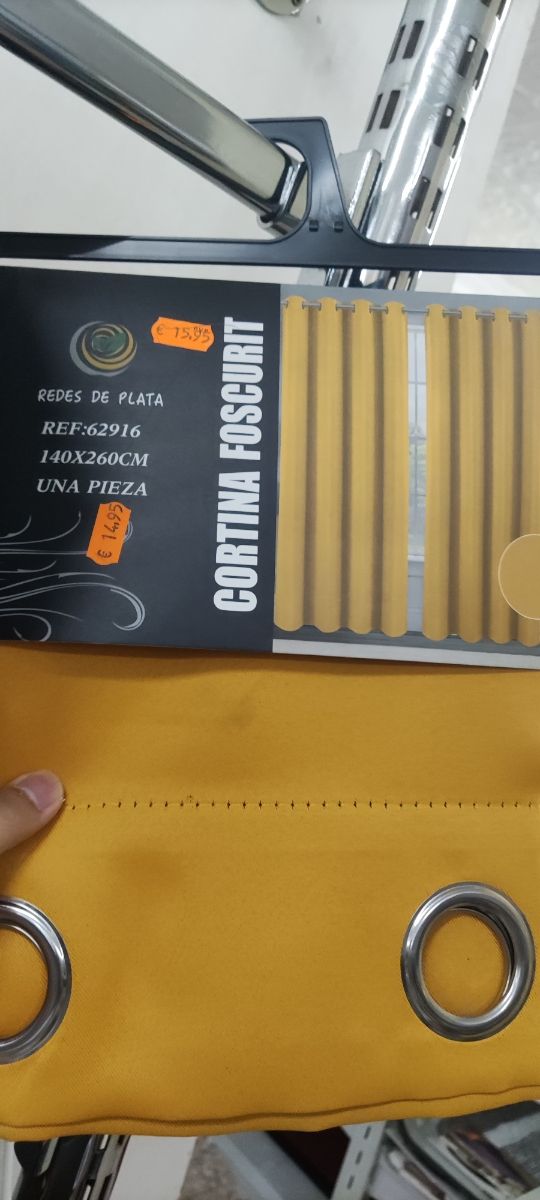 € 15,95
REDES DE PLATA
REF:62916
140X260CM
UNA PIEZA
€ 14,95
CORTINA FOSCURIT